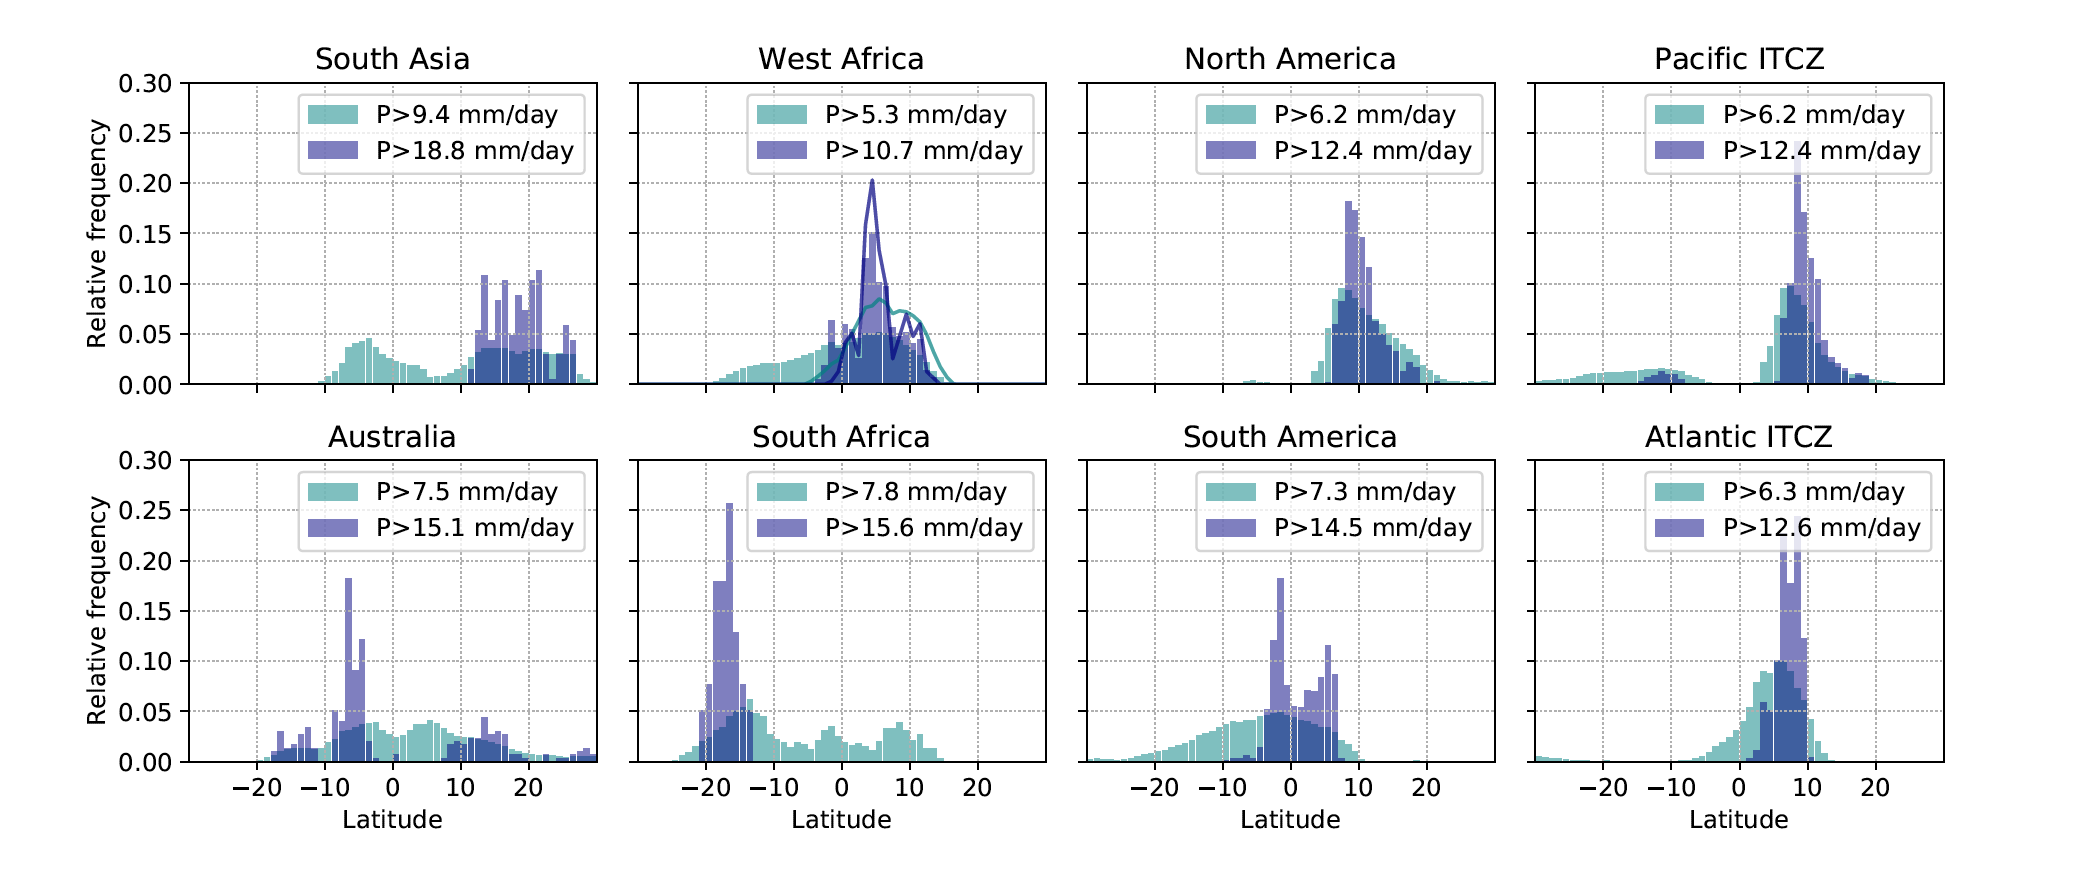 South Asia
West Africa
North America
Pacific ITCZ
0.30
0.25
0.20
0.15
0.10
0.05
0.00
Relative frequency
P>9.4 mm/day
P>18.8 mm/day
P>5.3 mm/day
P>10.7 mm/day
P>6.2 mm/day
P>12.4 mm/day
P>6.2 mm/day
P>12.4 mm/day
Australia
South Africa
South America
Atlantic ITCZ
0.30
0.25
0.20
0.15
0.10
0.05
0.00
Relative frequency
P>7.5 mm/day
P>15.1 mm/day
P>7.8 mm/day
P>15.6 mm/day
P>7.3 mm/day
P>14.5 mm/day
P>6.3 mm/day
P>12.6 mm/day
−20 −10 0 10 20
−20 −10 0 10 20
−20 −10 0 10 20
−20 −10 0 10 20
Latitude
Latitude
Latitude
Latitude